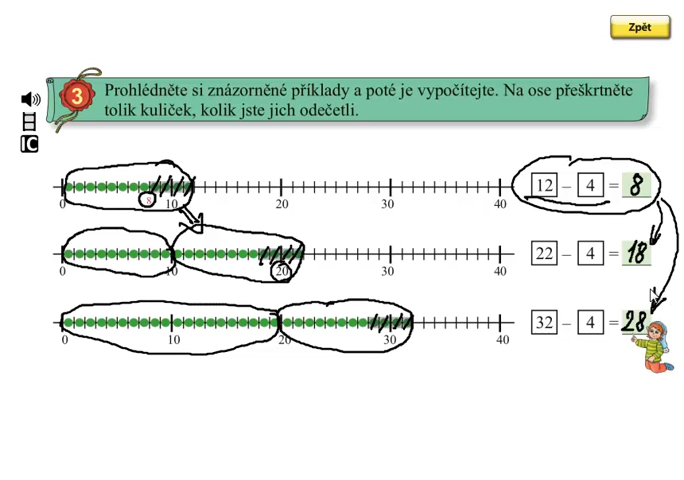 Zpět
3 Prohlédněte si znázorněné příklady a poté je vypočítejte. Na ose přeškrtněte
tolik kuliček, kolik jste jich odečetli.
0 8 10 20 30 40
12 – 4 = 8
0 10 20 30 40
22 – 4 = 18
0 10 20 30 40
32 – 4 = 28